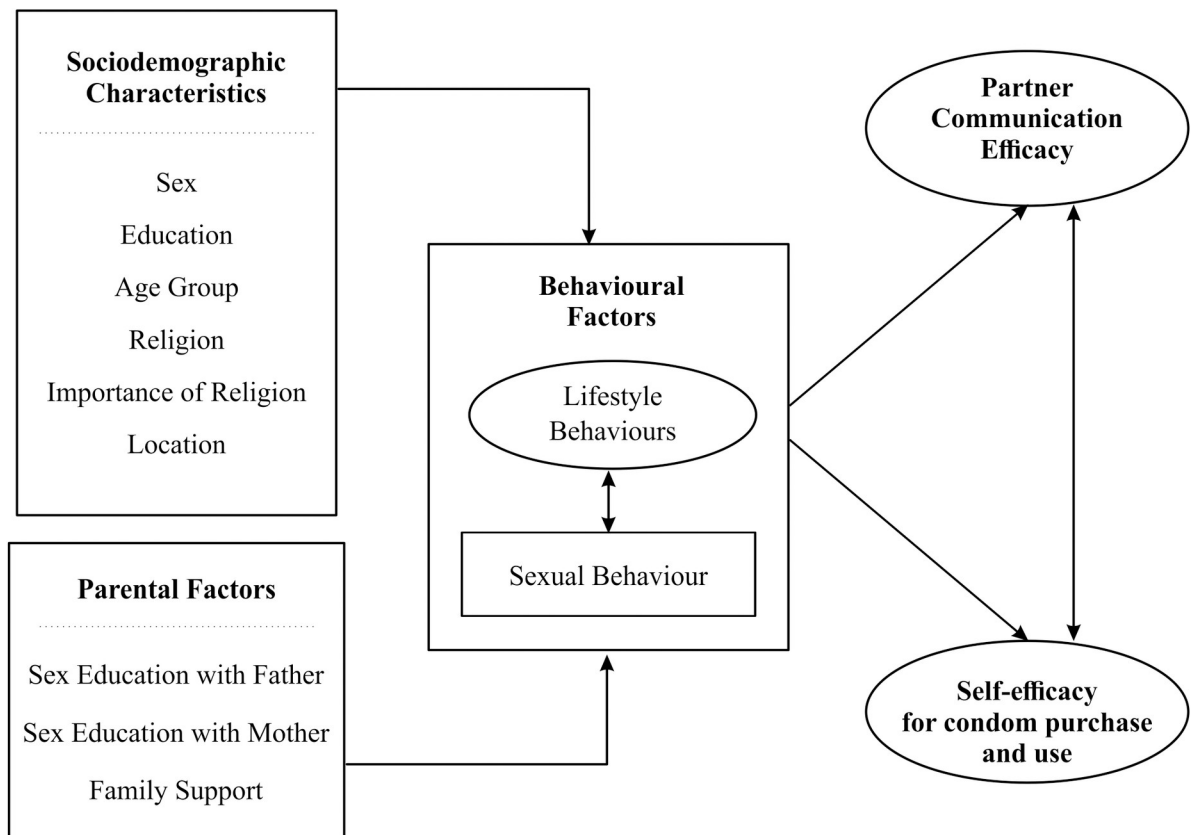 Sociodemographic
Characteristics
Sex
Education
Age Group
Religion
Importance of Religion
Location
Parental Factors
Sex Education with Father
Sex Education with Mother
Family Support
Behavioural
Factors
Lifestyle
Behaviours
Sexual Behaviour
Partner
Communication
Efficacy
Self-efficacy
for condom purchase
and use